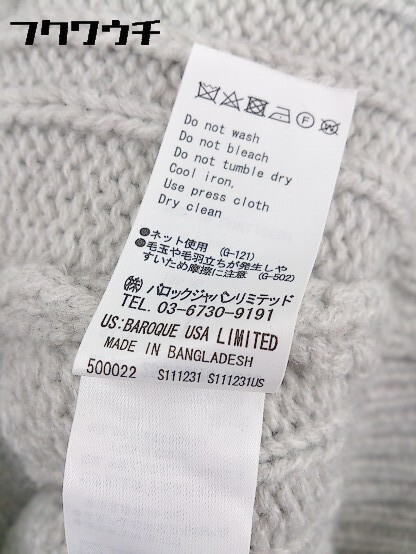 フクワウチ
F W
Do not wash
Do not bleach
Do not tumble dry
Cool iron,
Use press cloth
Dry clean
●ネット使用 (G-121)
●毛玉や毛羽立ちが発生しや
すいため摩擦に注意 (G-502)
㈱ バロックジャパンリミテッド
TEL. 03-6730-9191
US:BAROQUE USA LIMITED
MADE IN BANGLADESH
500022 S111231 S111231US